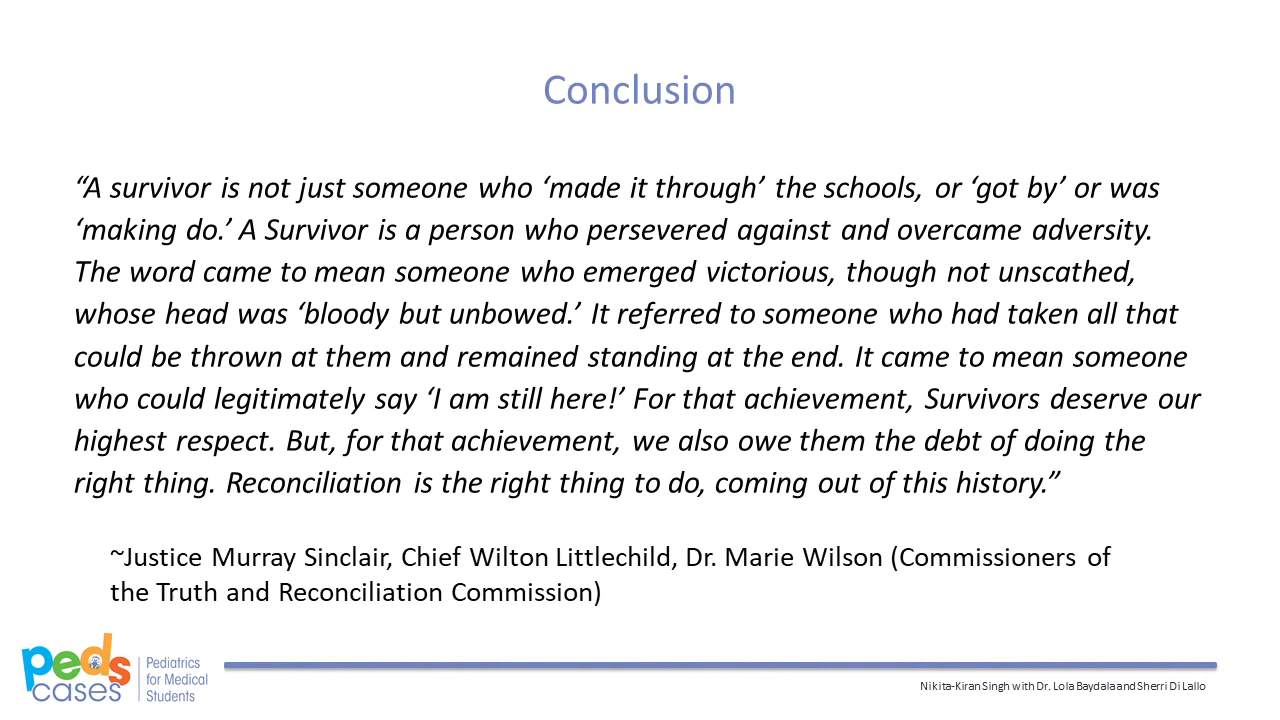 Conclusion
“A survivor is not just someone who ‘made it through’ the schools, or ‘got by’ or was
‘making do.’ A Survivor is a person who persevered against and overcame adversity.
The word came to mean someone who emerged victorious, though not unscathed,
whose head was ‘bloody but unbowed.’ It referred to someone who had taken all that
could be thrown at them and remained standing at the end. It came to mean someone
who could legitimately say ‘I am still here!’ For that achievement, Survivors deserve our
highest respect. But, for that achievement, we also owe them the debt of doing the
right thing. Reconciliation is the right thing to do, coming out of this history.”
~Justice Murray Sinclair, Chief Wilton Littlechild, Dr. Marie Wilson (Commissioners of
the Truth and Reconciliation Commission)
peds
cases
Pediatrics
for Medical
Students
Nikita-Kiran Singh with Dr. Lola Baydala and Sherri Di Lallo